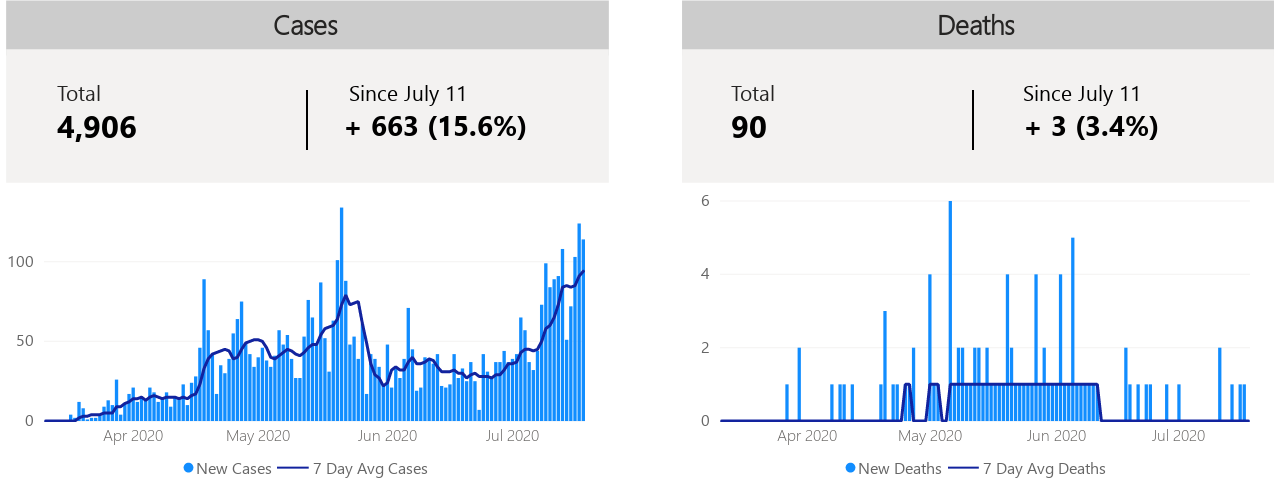 Cases
Total
4,906
Since July 11
+ 663 (15.6%)
100
50
0
Apr 2020 May 2020 Jun 2020 Jul 2020
New Cases 7 Day Avg Cases
Deaths
Total
90
Since July 11
+ 3 (3.4%)
6
4
2
0
Apr 2020 May 2020 Jun 2020 Jul 2020
New Deaths 7 Day Avg Deaths